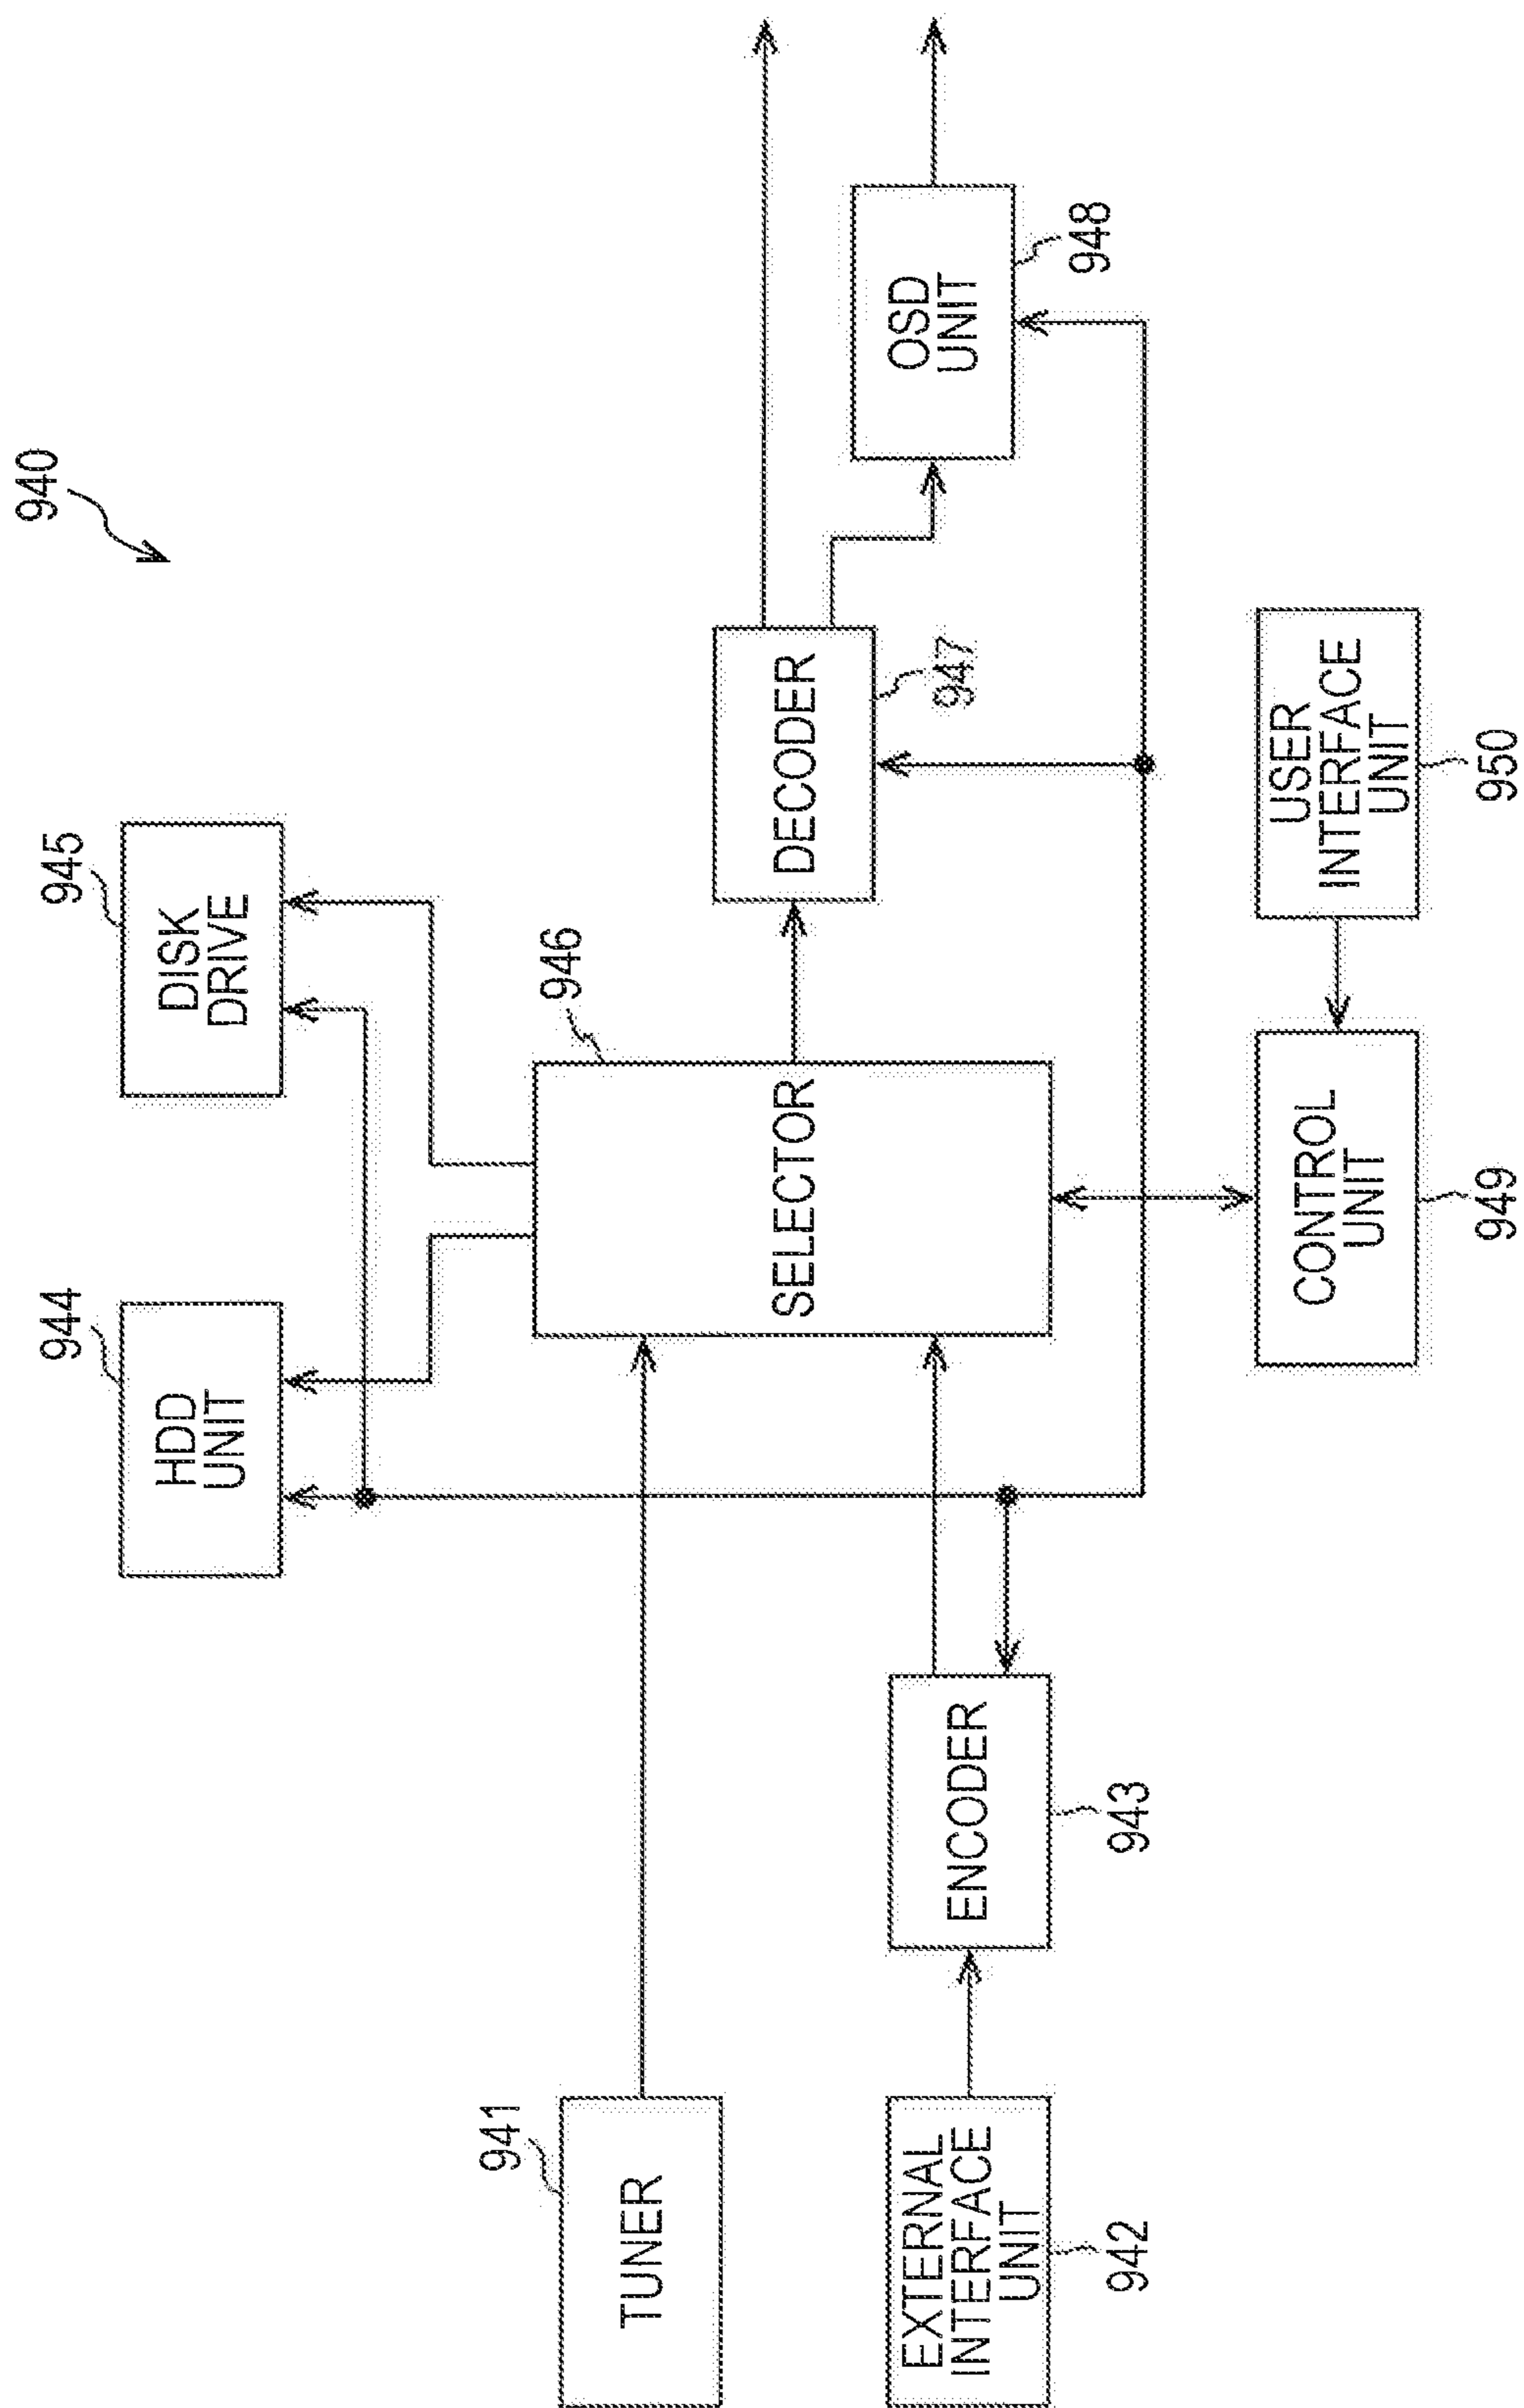 940
944
HDD
UNIT
945
DISK
DRIVE
941
TUNER
946
SELECTOR
DECODER
947
OSD
UNIT
948
EXTERNAL
INTERFACE
UNIT
942
ENCODER
943
CONTROL
UNIT
949
USER
INTERFACE
UNIT
950